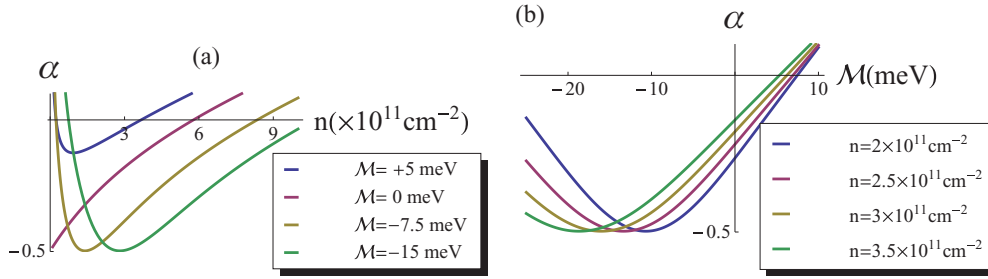 (a)
α
3
6
9
n(×10¹¹cm⁻²)
−0.5
ℳ= +5 meV
ℳ= 0 meV
ℳ=−7.5 meV
ℳ=−15 meV
(b)
α
−20
−10
10
ℳ(meV)
−0.5
n=2×10¹¹cm⁻²
n=2.5×10¹¹cm⁻²
n=3×10¹¹cm⁻²
n=3.5×10¹¹cm⁻²